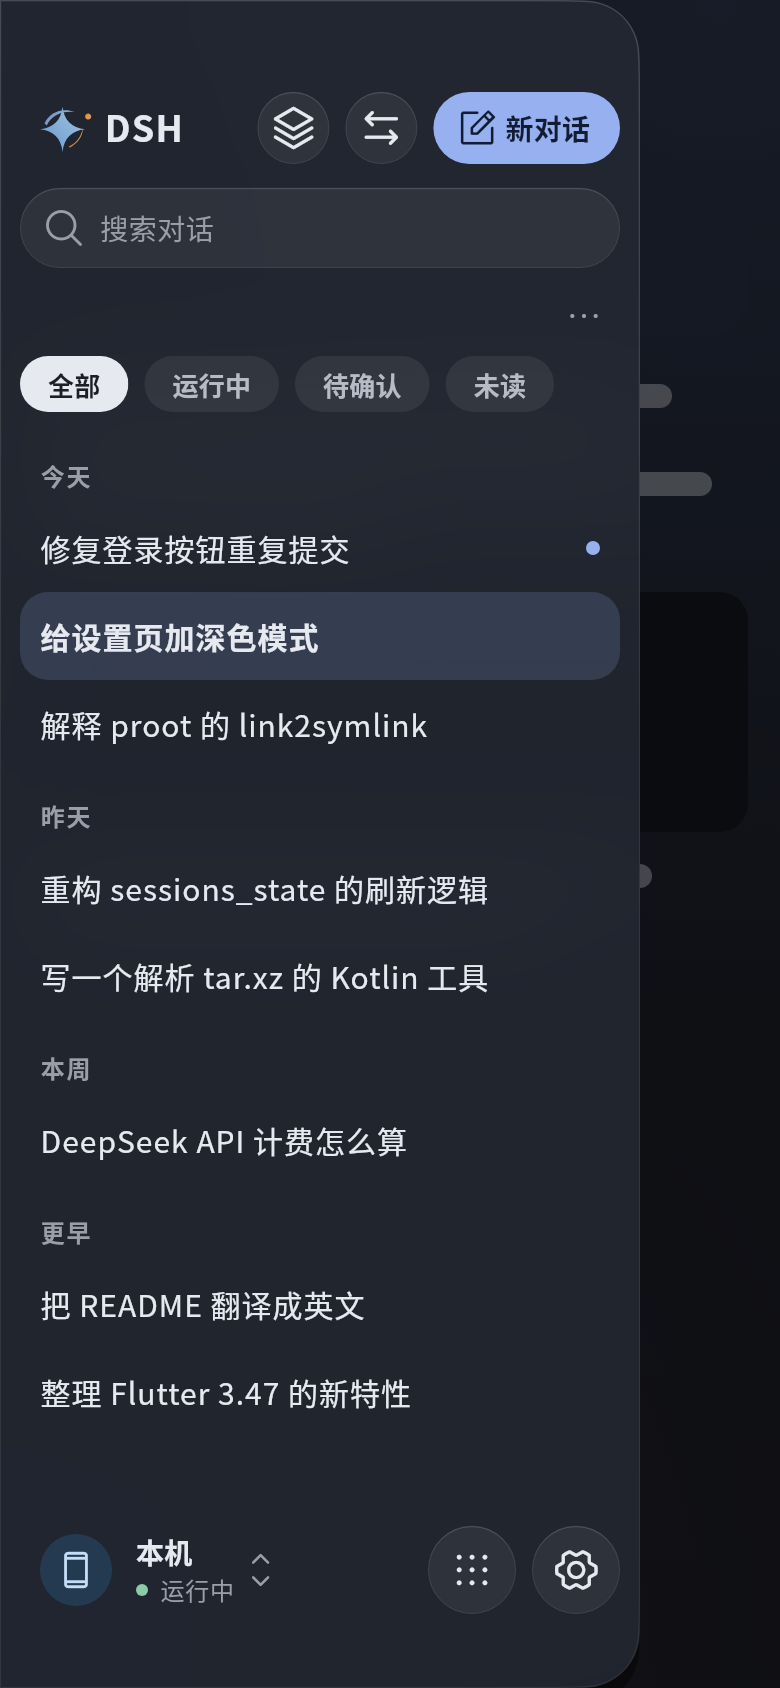 DSH
新对话
搜索对话
...
全部 运行中 待确认 未读
今天
修复登录按钮重复提交
给设置页加深色模式
解释 proot 的 link2symlink
昨天
重构 sessions_state 的刷新逻辑
写一个解析 tar.xz 的 Kotlin 工具
本周
DeepSeek API 计费怎么算
更早
把 README 翻译成英文
整理 Flutter 3.47 的新特性
本机
运行中